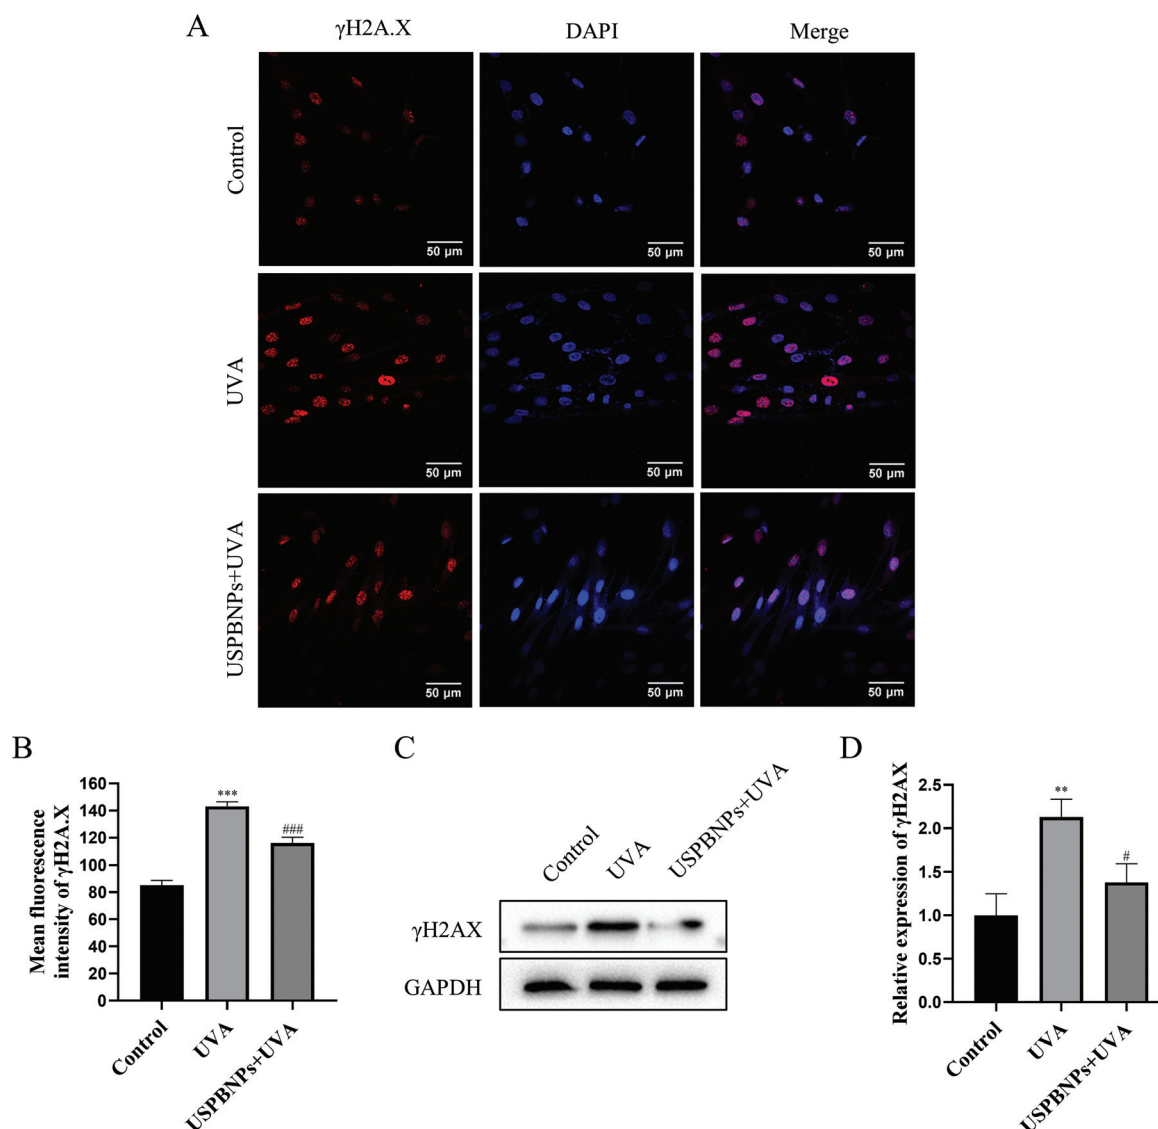 A
γH2A.X
DAPI
Merge
Control
50 μm
50 μm
50 μm
UVA
50 μm
50 μm
50 μm
USPBNPs+UVA
50 μm
50 μm
50 μm
B
Mean fluorescence
intensity of γH2A.X
160
140
120
100
80
60
40
20
0
***
###
Control
UVA
USPBNPs+UVA
C
Control
UVA
USPBNPs+UVA
γH2AX
GAPDH
D
Relative expression of γH2AX
2.5
2.0
1.5
1.0
0.5
0.0
**
#
Control
UVA
USPBNPs+UVA